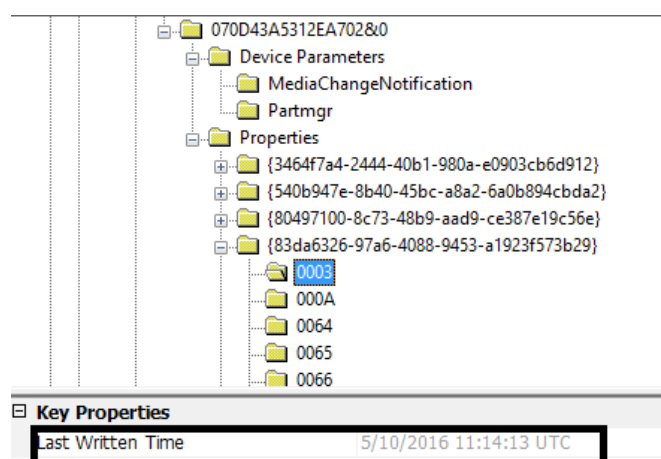 070D43A5312EA702&0
Device Parameters
MediaChangeNotification
Partmgr
Properties
{3464f7a4-2444-40b1-980a-e0903cb6d912}
{540b947e-8b40-45bc-a8a2-6a0b894cbda2}
{80497100-8c73-48b9-aad9-ce387e19c56e}
{83da6326-97a6-4088-9453-a1923f573b29}
0003
000A
0064
0065
0066
Key Properties
Last Written Time 5/10/2016 11:14:13 UTC